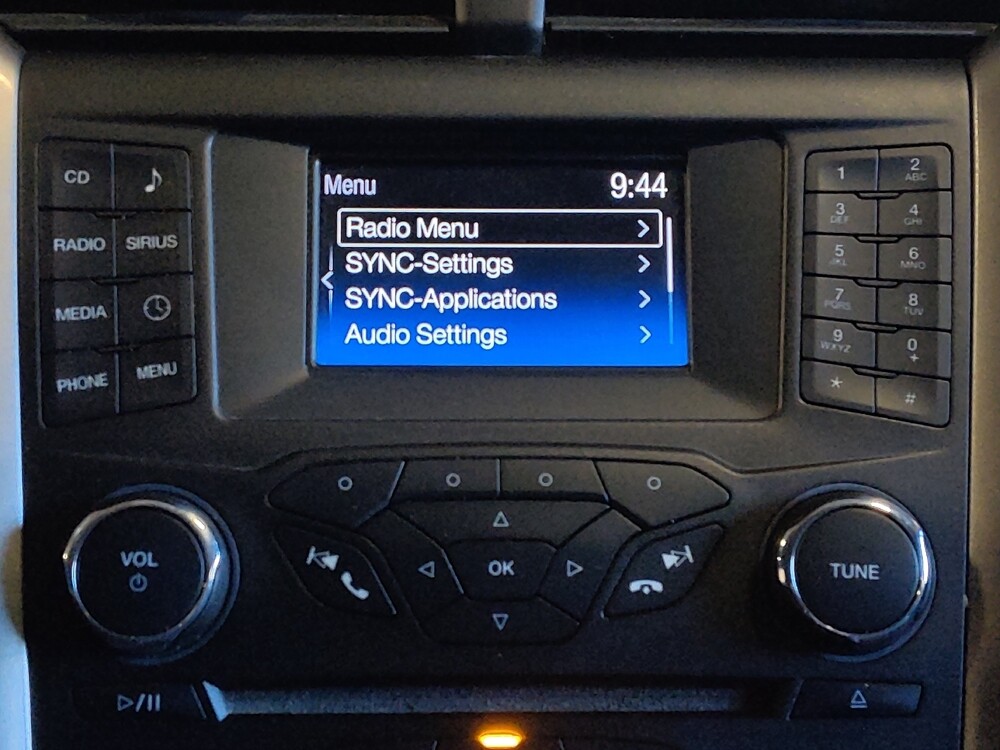 Menu 9:44
Radio Menu
SYNC-Settings
SYNC-Applications
Audio Settings
CD
RADIO SIRIUS
MEDIA
PHONE MENU
1 2 ABC
3 DEF 4 GHI
5 JKL 6 MNO
7 PQRS 8 TUV
9 WXYZ 0 +
* #
VOL
OK
TUNE